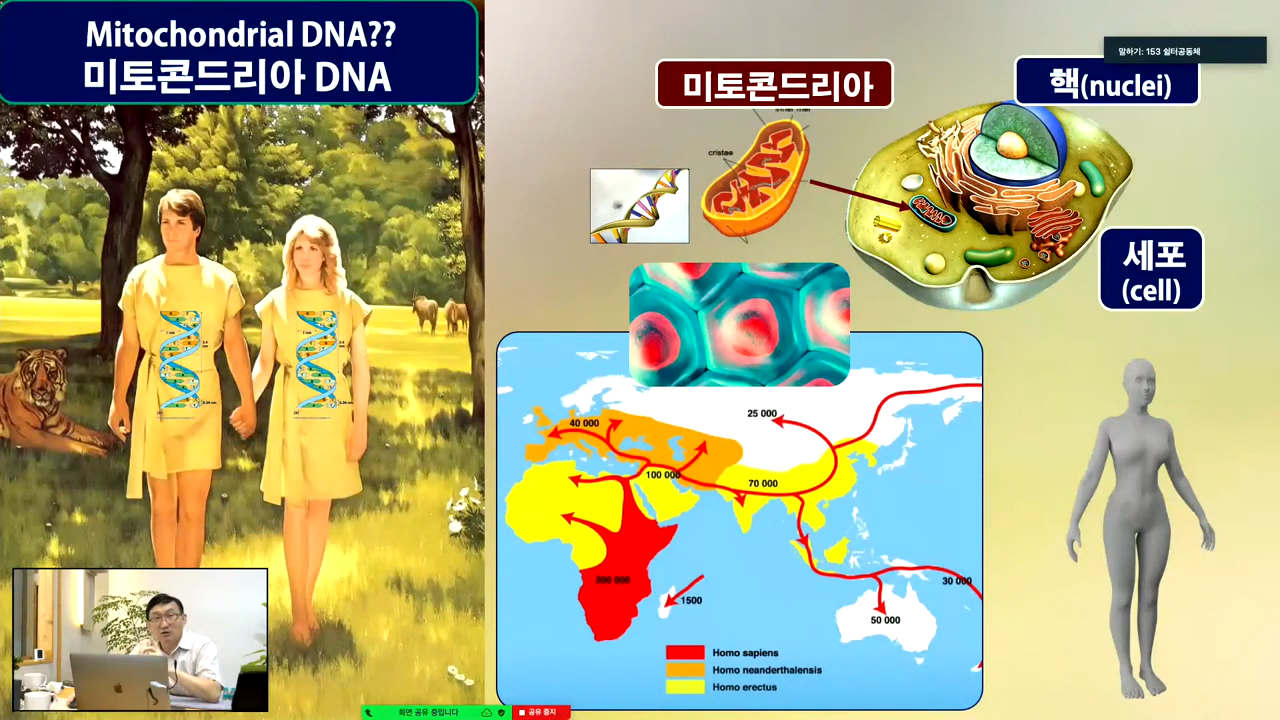 Mitochondrial DNA??
미토콘드리아 DNA
말하기: 153 쉴터공동체
미토콘드리아
핵(nuclei)
cristae
세포
(cell)
40 000
25 000
100 000
70 000
200 000
1500
30 000
50 000
Homo sapiens
Homo neanderthalensis
Homo erectus
화면 공유 중입니다
공유 중지